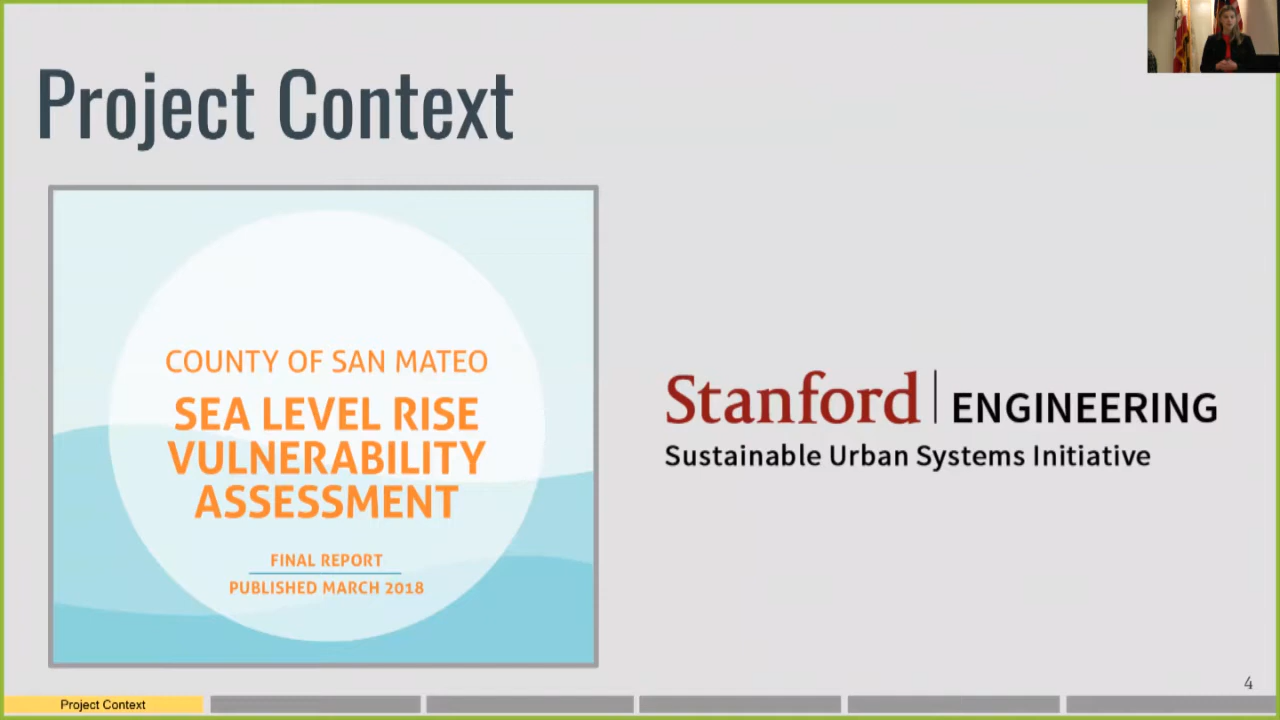 Project Context
COUNTY OF SAN MATEO
SEA LEVEL RISE
VULNERABILITY
ASSESSMENT
FINAL REPORT
PUBLISHED MARCH 2018
Stanford | ENGINEERING
Sustainable Urban Systems Initiative
4
Project Context